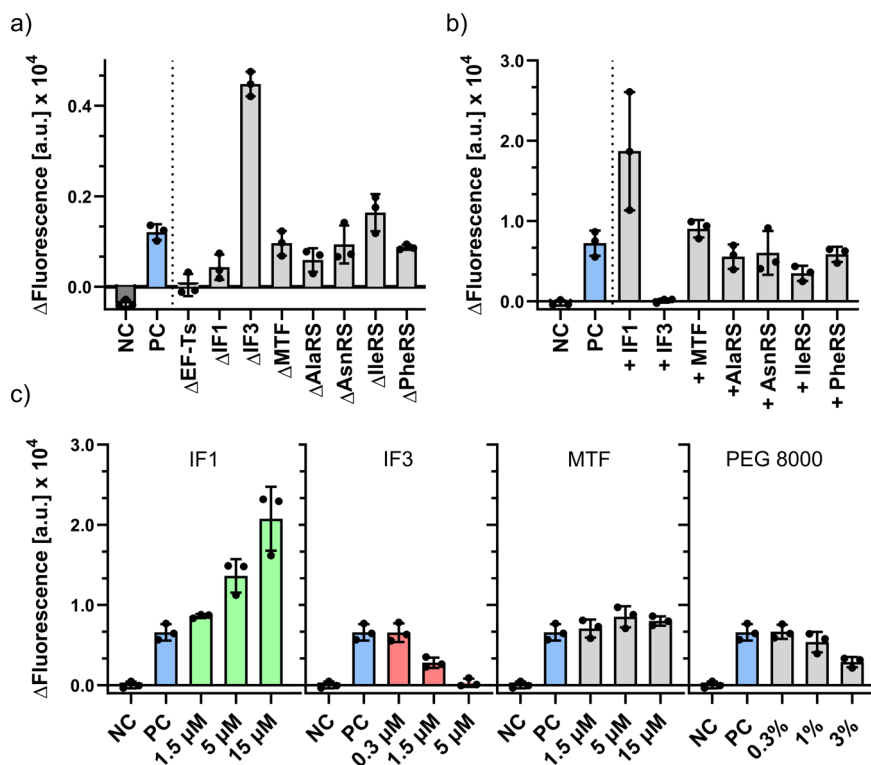 a)
ΔFluorescence [a.u.] x 10⁴
0.4
0.2
0.0
NC
PC
ΔEF-Ts
ΔIF1
ΔIF3
ΔMTF
ΔAlaRS
ΔAsnRS
ΔIleRS
ΔPheRS
b)
ΔFluorescence [a.u.] x 10⁴
3.0
2.0
1.0
0.0
NC
PC
+ IF1
+ IF3
+ MTF
+AlaRS
+ AsnRS
+ IleRS
+ PheRS
c)
ΔFluorescence [a.u.] x 10⁴
3.0
2.0
1.0
0.0
IF1
NC
PC
1.5 µM
5 µM
15 µM
IF3
NC
PC
0.3 µM
1.5 µM
5 µM
MTF
NC
PC
1.5 µM
5 µM
15 µM
PEG 8000
NC
PC
0.3%
1%
3%